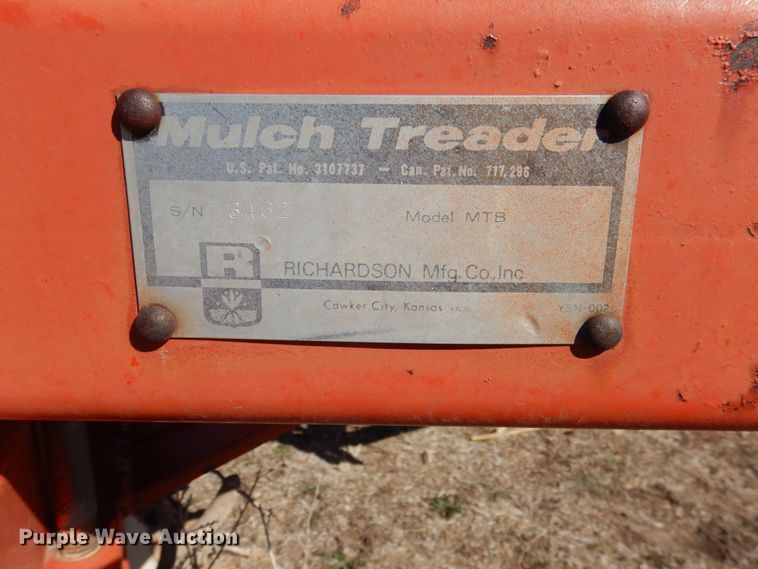 Mulch Treader
U.S. Pat. No. 3107737 — Can. Pat. No. 717,296
S/N 3462 Model MTB
R RICHARDSON Mfg. Co., Inc.
Cawker City, Kansas YSN-002
Purple Wave Auction